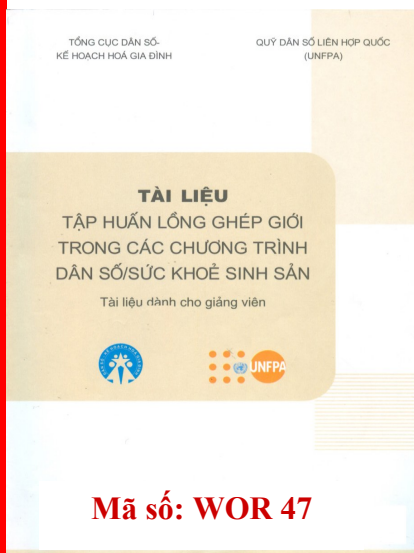 TỔNG CỤC DÂN SỐ-
KẾ HOẠCH HOÁ GIA ĐÌNH
QUỸ DÂN SỐ LIÊN HỢP QUỐC
(UNFPA)
TÀI LIỆU
TẬP HUẤN LỒNG GHÉP GIỚI
TRONG CÁC CHƯƠNG TRÌNH
DÂN SỐ/SỨC KHOẺ SINH SẢN
Tài liệu dành cho giảng viên
UNFPA
Mã số: WOR 47